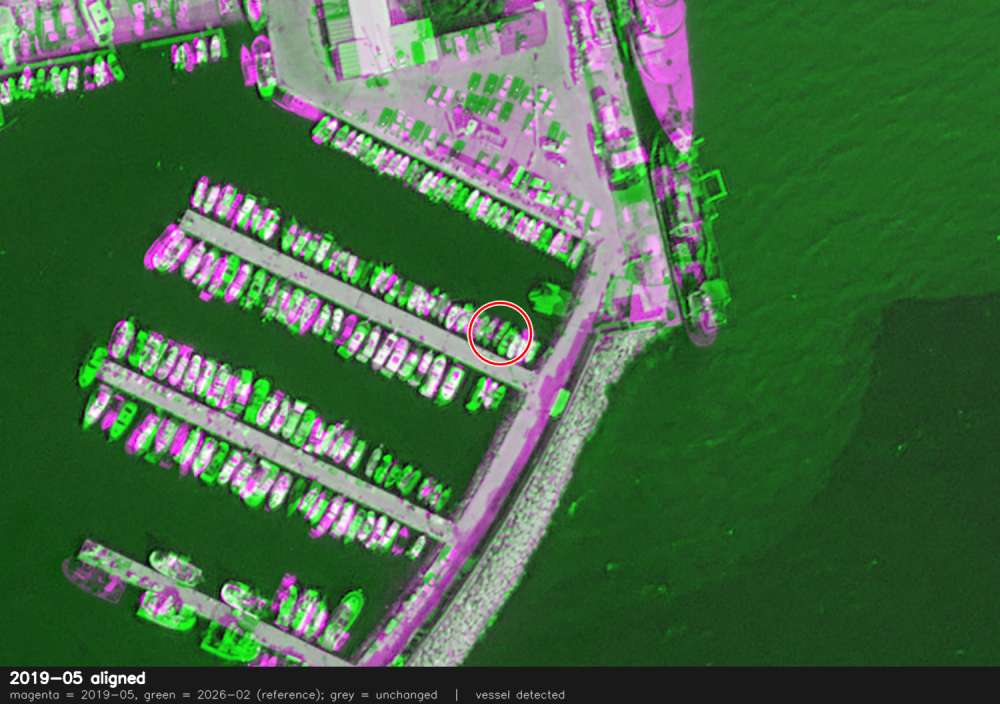 2019-05 aligned
magenta = 2019-05, green = 2026-02 (reference); grey = unchanged | vessel detected